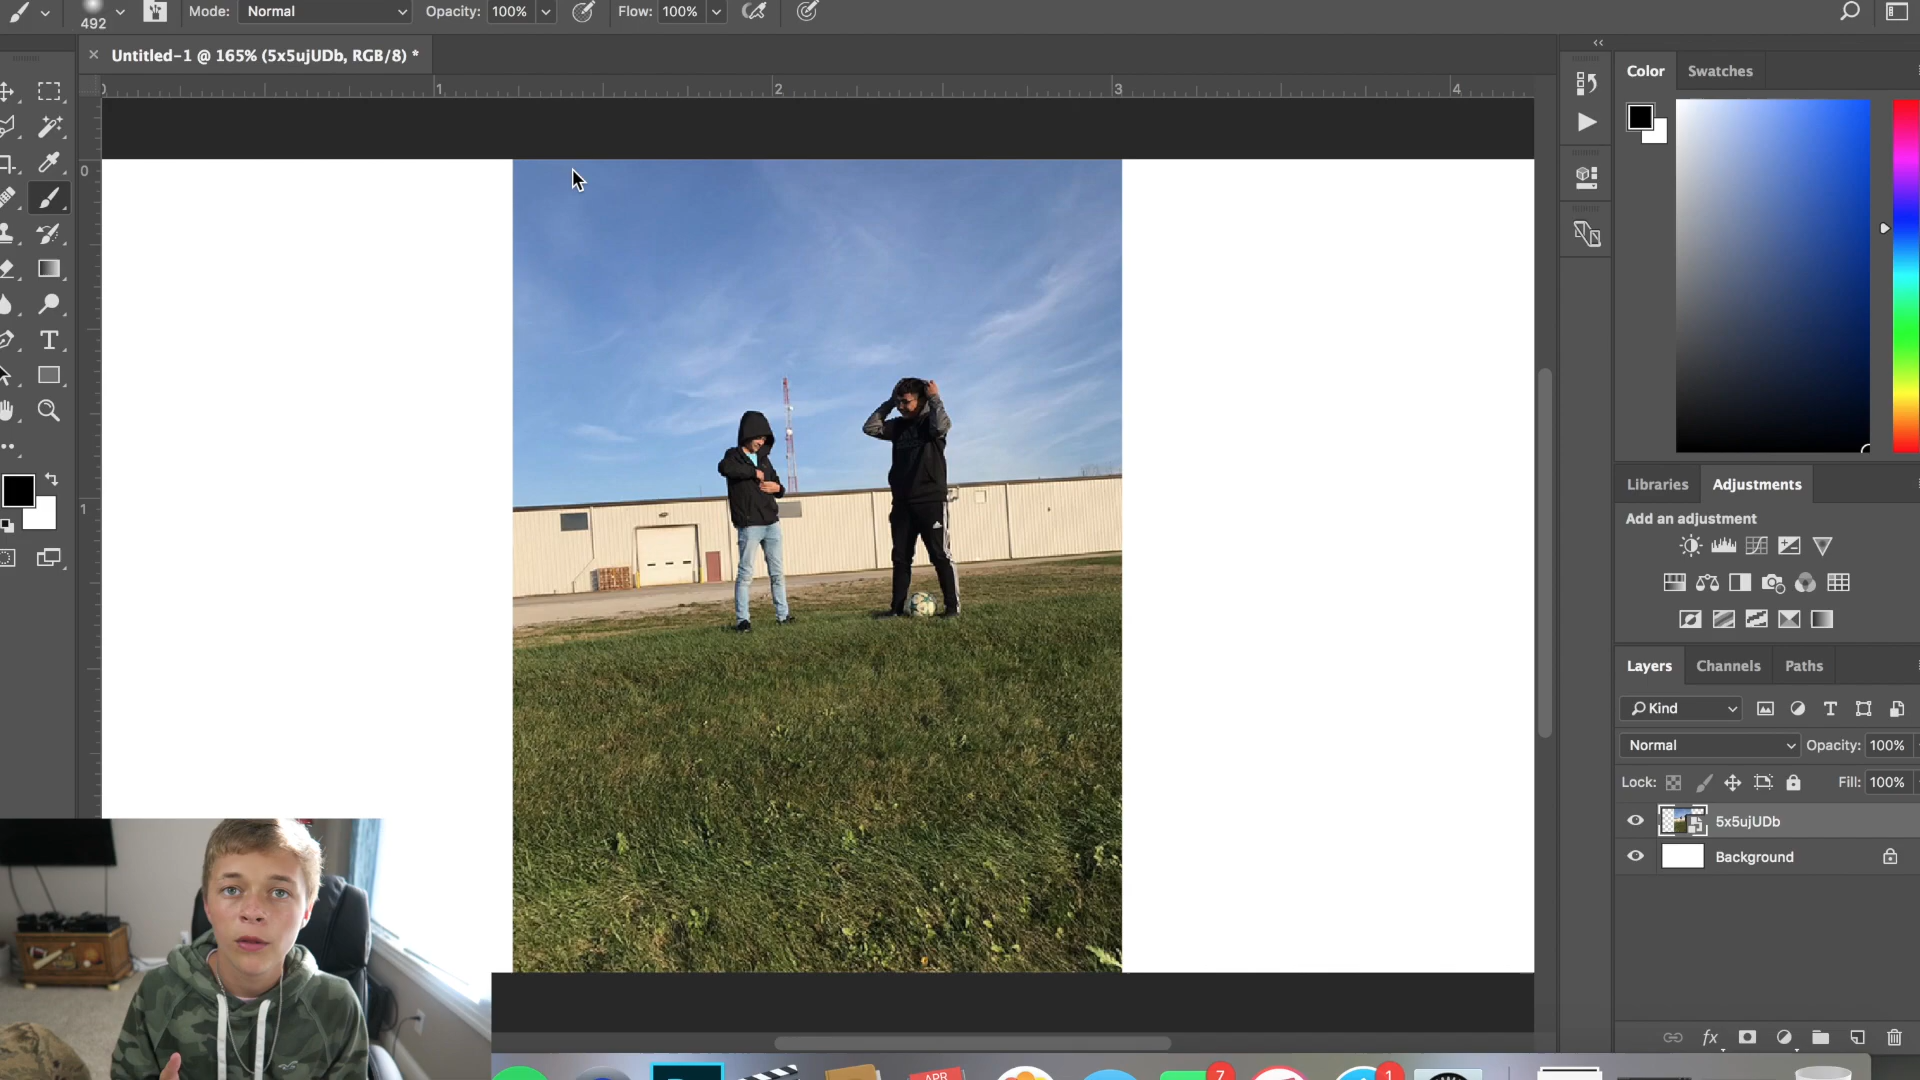 492
Mode: Normal
Opacity: 100%
Flow: 100%
Untitled-1 @ 165% (5x5ujUDb, RGB/8) *
1 2 3 4
0
1
Color Swatches
Libraries Adjustments
Add an adjustment
Layers Channels Paths
Kind
Normal Opacity: 100%
Lock: Fill: 100%
5x5ujUDb
Background
fx
APR
7
1